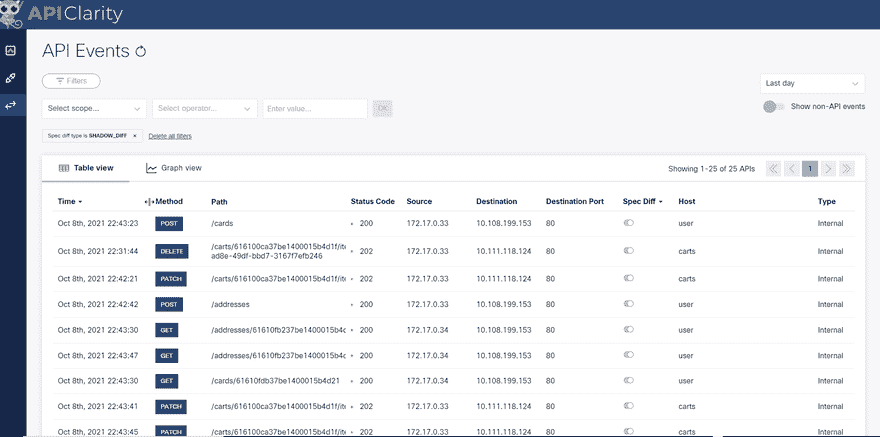 APIClarity
API Events
Filters
Last day
Select scope... Select operator... Enter value... OK
Show non-API events
Spec diff type is SHADOW_DIFF × Delete all filters
Table view Graph view Showing 1-25 of 25 APIs 1
Time Method Path Status Code Source Destination Destination Port Spec Diff Host Type
Oct 8th, 2021 22:43:23 POST /cards 200 172.17.0.33 10.108.199.153 80 user Internal
Oct 8th, 2021 22:31:44 DELETE /carts/616100ca37be1400015b4d1f/ite 202 172.17.0.33 10.111.118.124 80 carts Internal
ad8e-49df-bbd7-3167f7efb246
Oct 8th, 2021 22:42:21 PATCH /carts/616100ca37be1400015b4d1f/ite 202 172.17.0.33 10.111.118.124 80 carts Internal
Oct 8th, 2021 22:42:42 POST /addresses 200 172.17.0.33 10.108.199.153 80 user Internal
Oct 8th, 2021 22:43:30 GET /addresses/61610fb237be1400015b4c 200 172.17.0.34 10.108.199.153 80 user Internal
Oct 8th, 2021 22:43:47 GET /addresses/61610fb237be1400015b4c 200 172.17.0.34 10.108.199.153 80 user Internal
Oct 8th, 2021 22:43:30 GET /cards/61610fdb37be1400015b4d21 200 172.17.0.34 10.108.199.153 80 user Internal
Oct 8th, 2021 22:43:41 PATCH /carts/616100ca37be1400015b4d1f/ite 202 172.17.0.33 10.111.118.124 80 carts Internal
Oct 8th, 2021 22:43:45 PATCH /carts/616100ca37be1400015b4d1f/ite 202 172.17.0.33 10.111.118.124 80 carts Internal